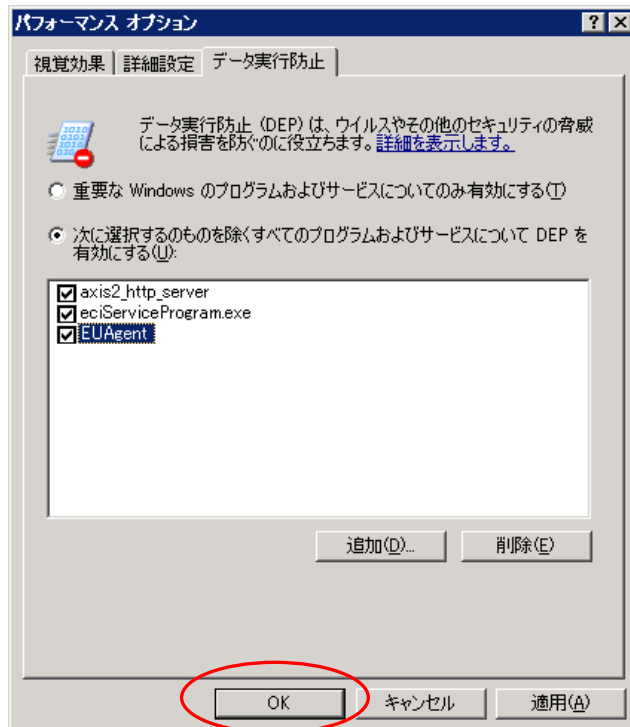 パフォーマンス オプション
視覚効果 詳細設定 データ実行防止
データ実行防止 (DEP) は、ウイルスやその他のセキュリティの脅威
による損害を防ぐのに役立ちます。詳細を表示します。
重要な Windows のプログラムおよびサービスについてのみ有効にする(T)
次に選択するのものを除くすべてのプログラムおよびサービスについて DEP を
有効にする(U):
axis2_http_server
eciServiceProgram.exe
EUAgent
追加(D)... 削除(E)
OK キャンセル 適用(A)